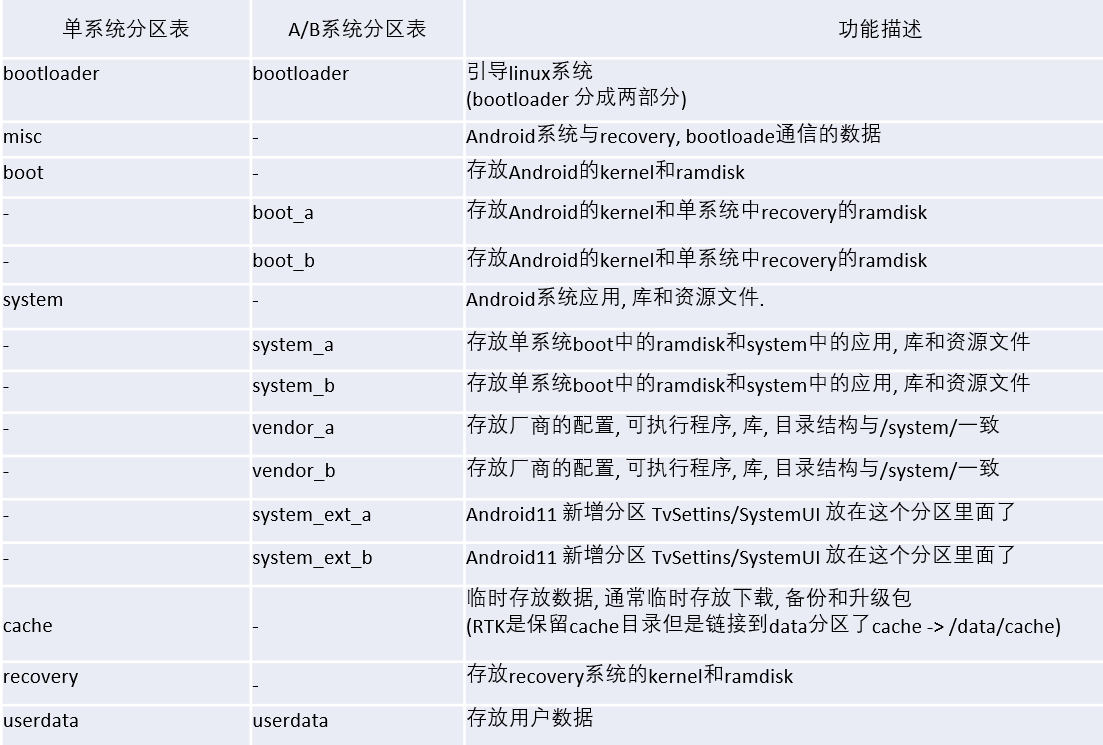 单系统分区表 A/B系统分区表 功能描述
bootloader bootloader 引导linux系统
(bootloader 分成两部分)
misc - Android系统与recovery, bootloade通信的数据
boot - 存放Android的kernel和ramdisk
- boot_a 存放Android的kernel和单系统中recovery的ramdisk
- boot_b 存放Android的kernel和单系统中recovery的ramdisk
system - Android系统应用, 库和资源文件.
- system_a 存放单系统boot中的ramdisk和system中的应用, 库和资源文件
- system_b 存放单系统boot中的ramdisk和system中的应用, 库和资源文件
- vendor_a 存放厂商的配置, 可执行程序, 库, 目录结构与/system/一致
- vendor_b 存放厂商的配置, 可执行程序, 库, 目录结构与/system/一致
- system_ext_a Android11 新增分区 TvSettins/SystemUI 放在这个分区里面了
- system_ext_b Android11 新增分区 TvSettins/SystemUI 放在这个分区里面了
cache - 临时存放数据, 通常临时存放下载, 备份和升级包
(RTK是保留cache目录但是链接到data分区了cache -> /data/cache)
recovery - 存放recovery系统的kernel和ramdisk
userdata userdata 存放用户数据